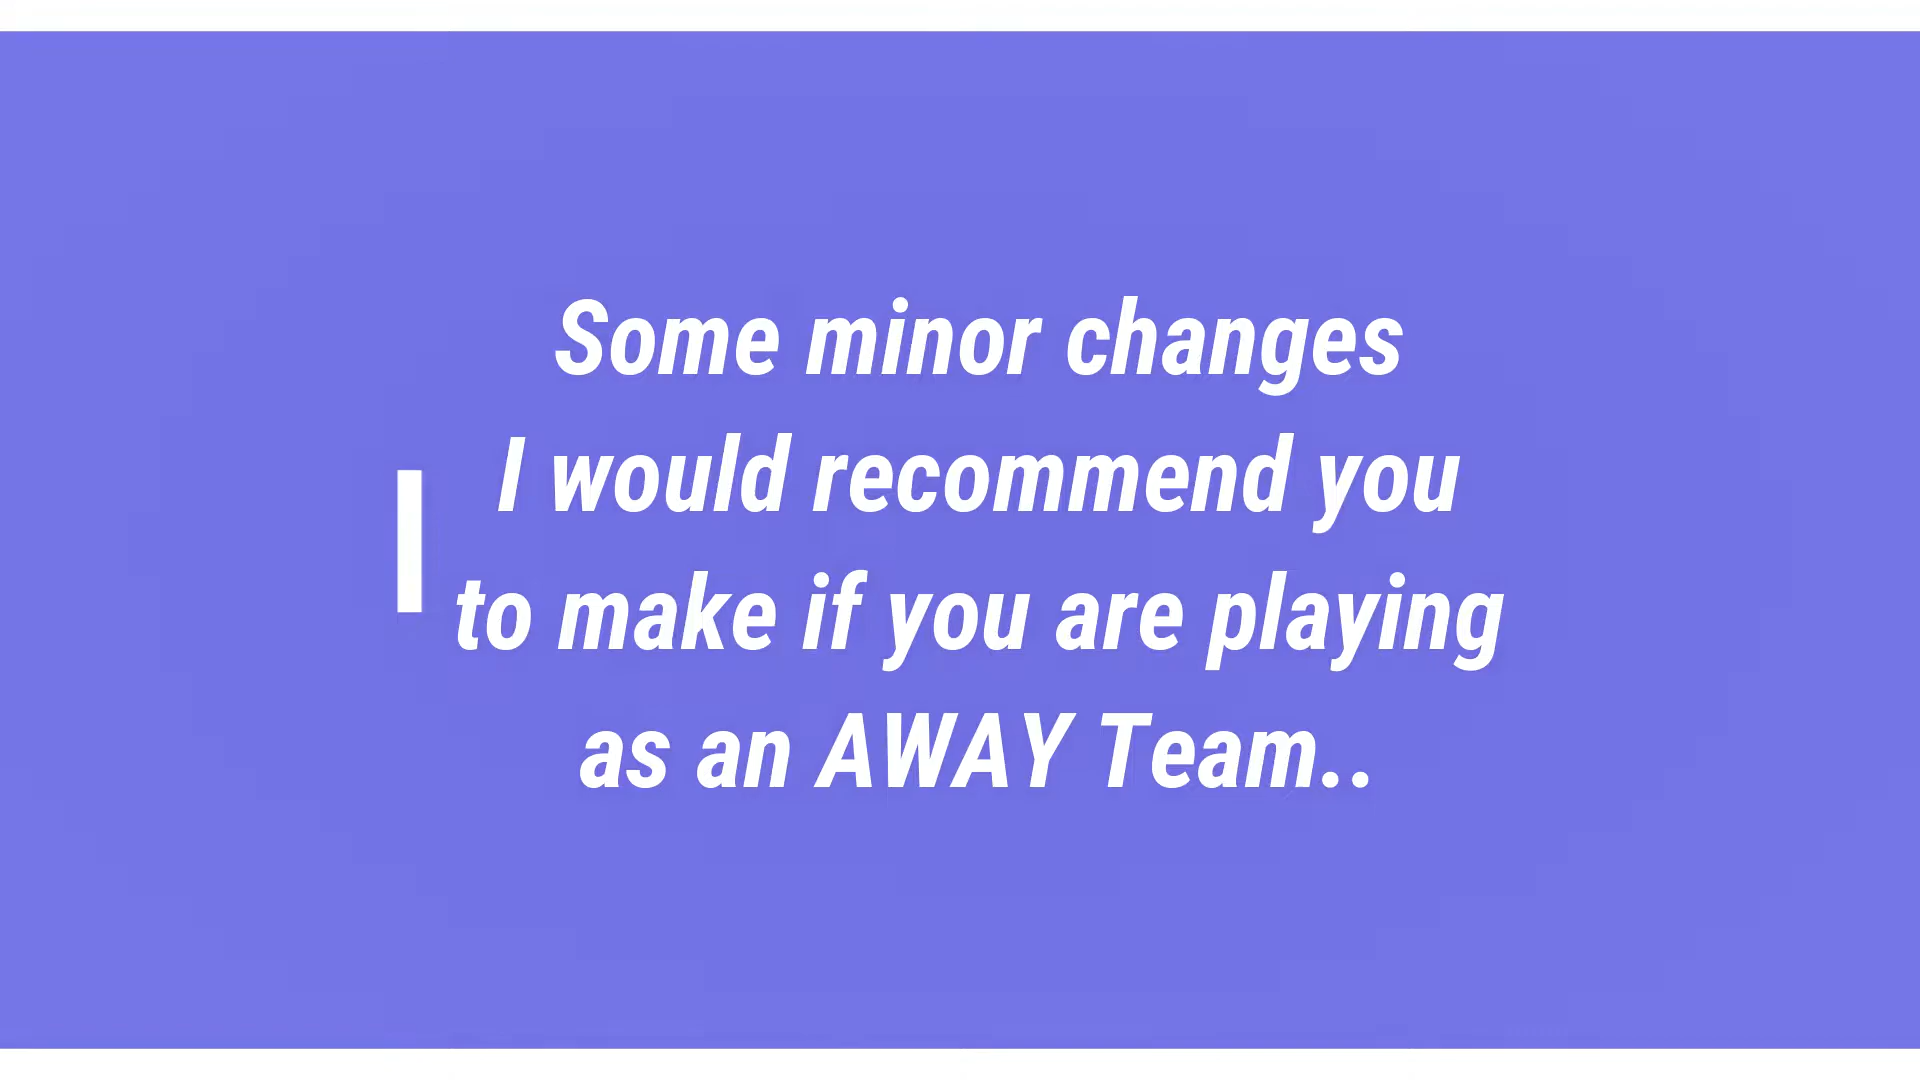 Some minor changes
I would recommend you
to make if you are playing
as an AWAY Team..